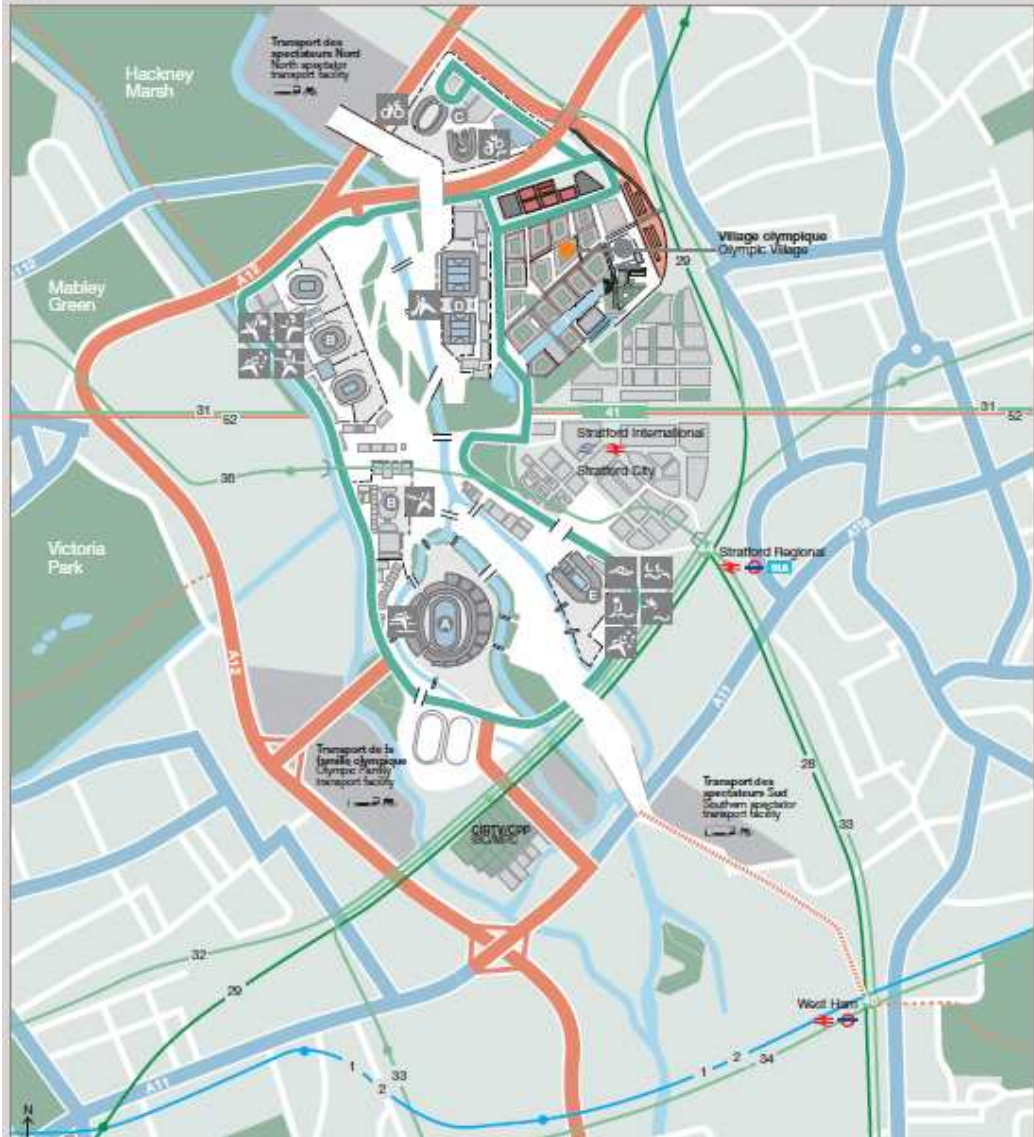 Transport des
spectateurs Nord
North spectator
transport facility
Hackney
Marsh
C
Village olympique
Olympic Village
29
A12
Mabley
Green
D
B
31
52
41
31
52
Stratford International
Stratford City
36
B
A11
Victoria
Park
Stratford Regional
DLR
E
A
A12
A11
Transport de la
famille olympique
Olympic Family
transport facility
Transport des
spectateurs Sud
Southern spectator
transport facility
28
33
CIRTV/CPP
IBC/MPC
32
29
West Ham
1
2
34
1
2
33
A11
N